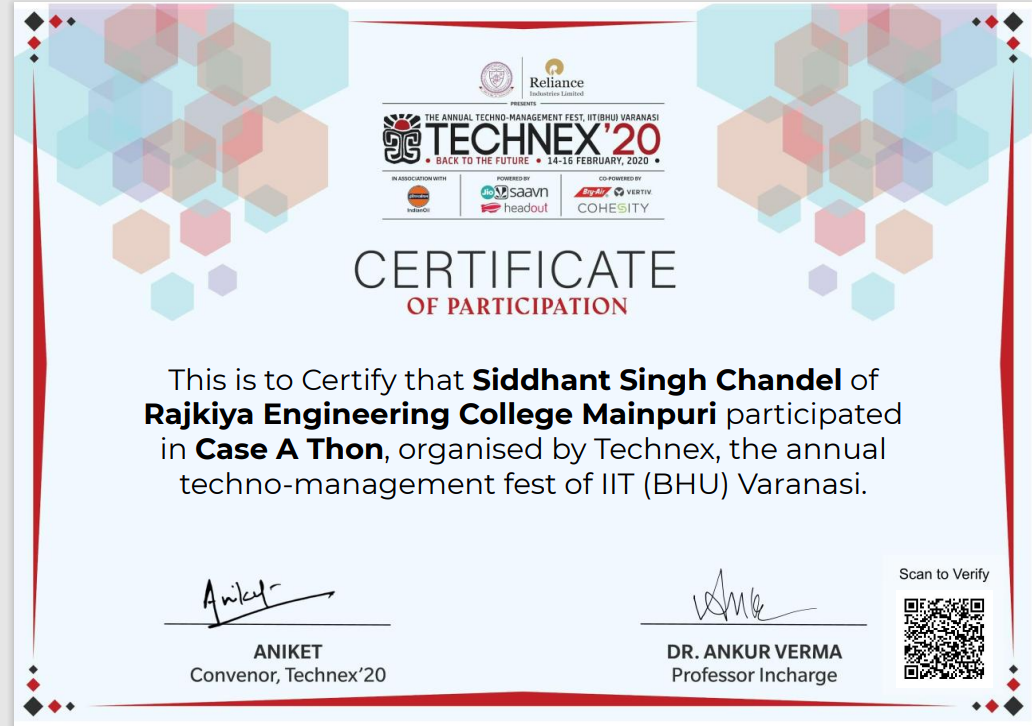 Reliance
Industries Limited
PRESENTS
THE ANNUAL TECHNO-MANAGEMENT FEST, IIT(BHU) VARANASI
TECHNEX'20
• BACK TO THE FUTURE • 14-16 FEBRUARY, 2020 •
IN ASSOCIATION WITH
IndianOil
POWERED BY
Jio saavn
headout
CO-POWERED BY
Bry-Air VERTIV
COHESITY
CERTIFICATE
OF PARTICIPATION
This is to Certify that Siddhant Singh Chandel of
Rajkiya Engineering College Mainpuri participated
in Case A Thon, organised by Technex, the annual
techno-management fest of IIT (BHU) Varanasi.
Aniket
ANIKET
Convenor, Technex'20
DR. ANKUR VERMA
Professor Incharge
Scan to Verify